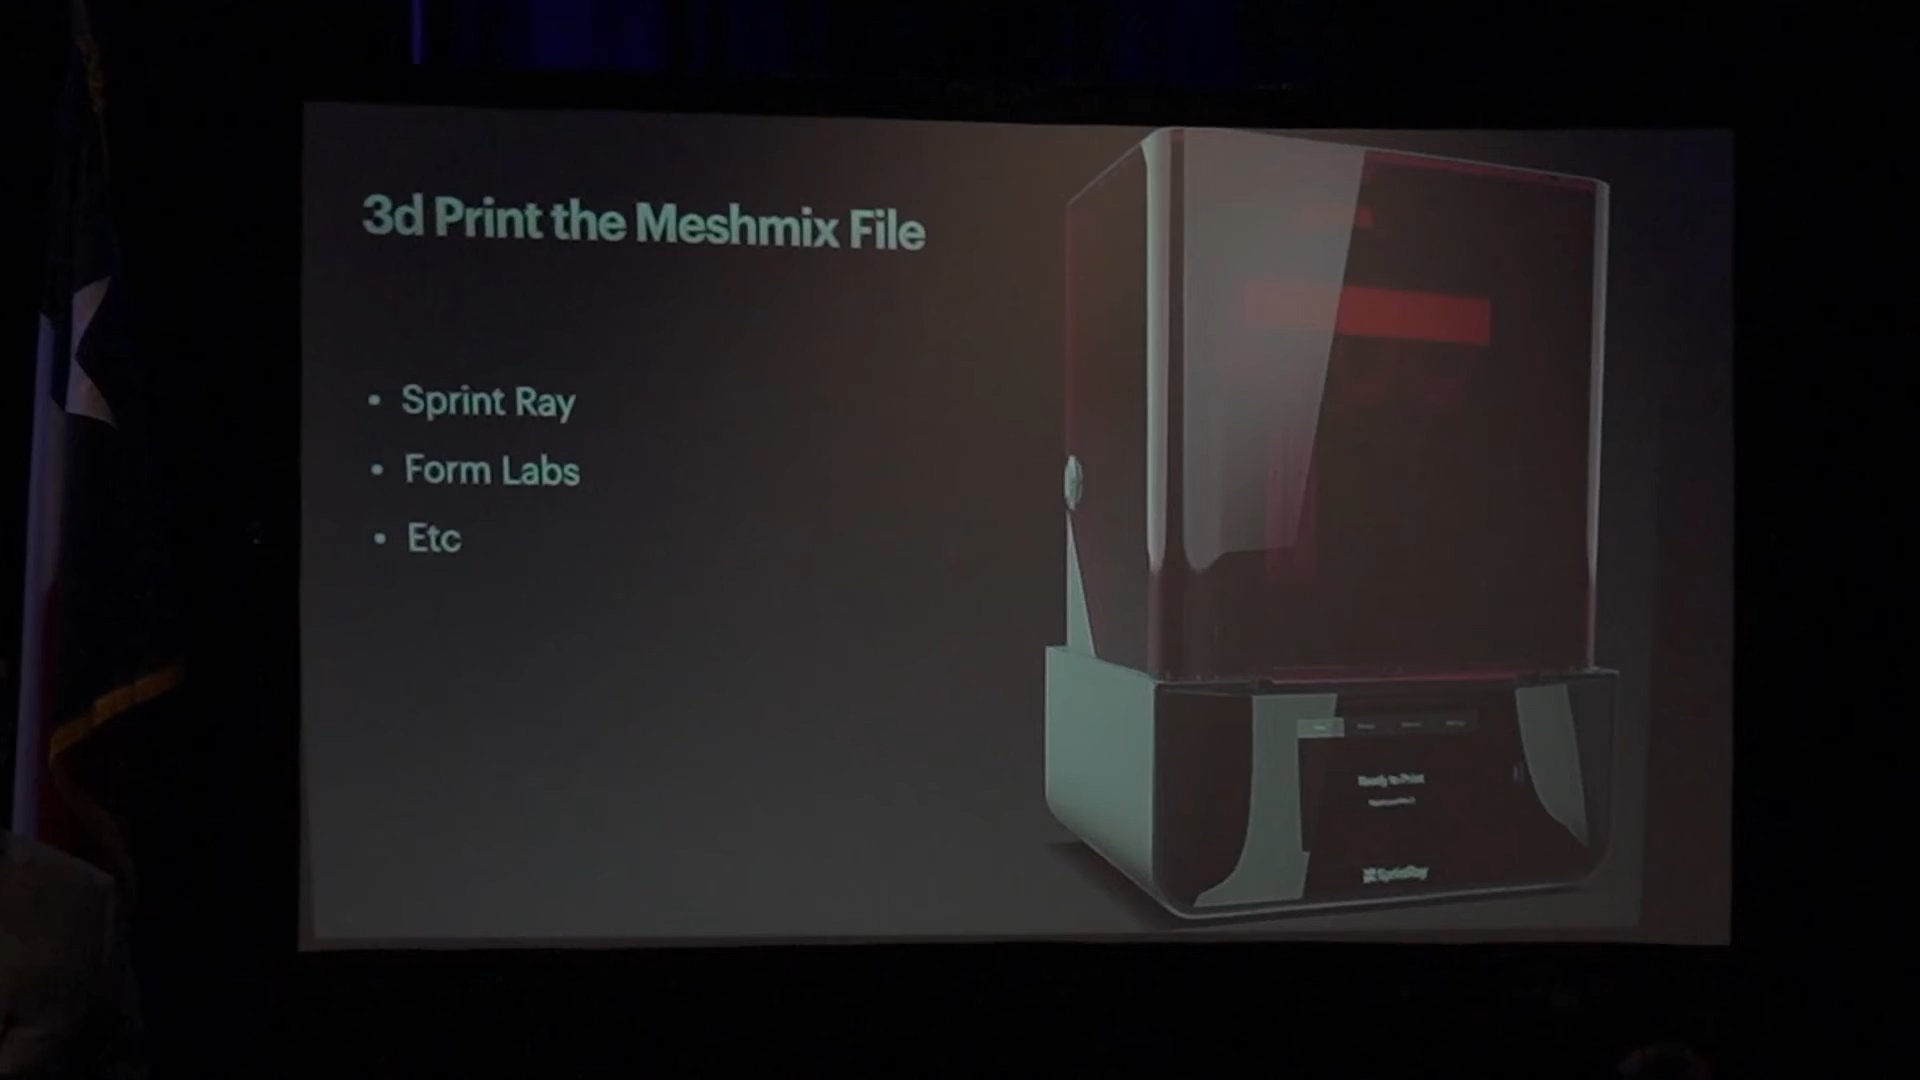 3d Print the Meshmix File
• Sprint Ray
• Form Labs
• Etc
Ready to Print
SprintRay